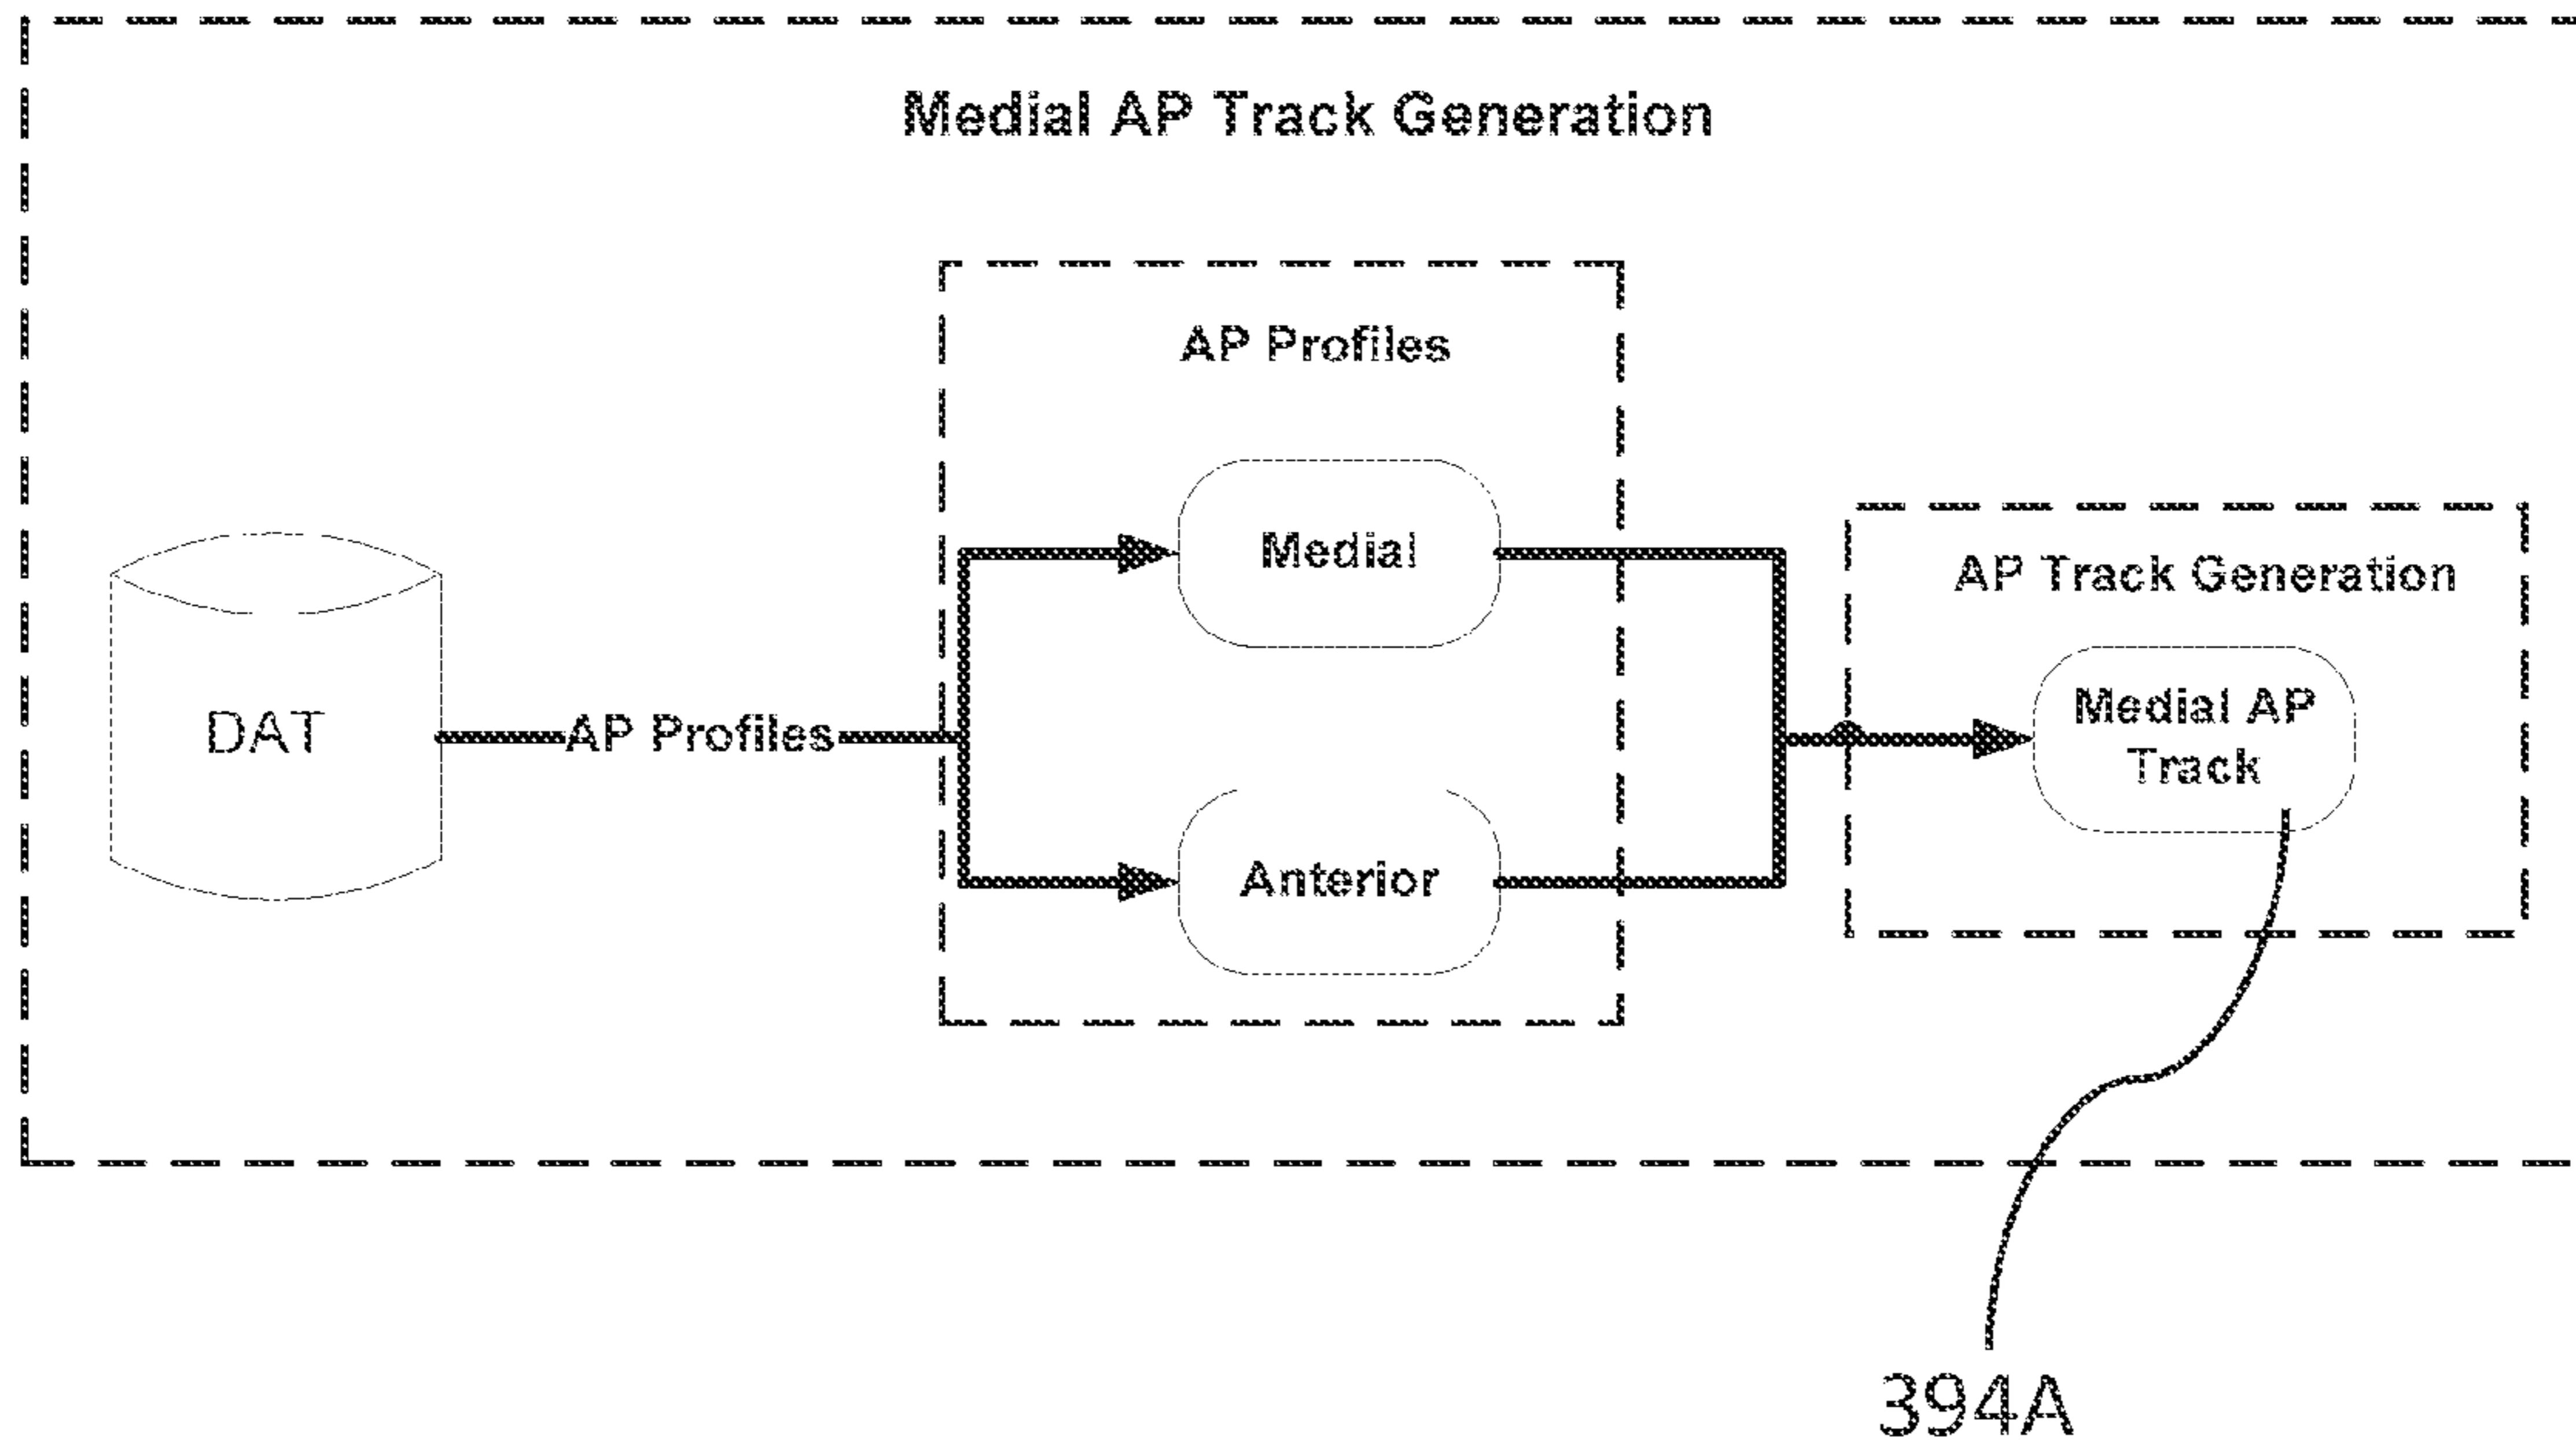 Medial AP Track Generation
AP Profiles
Medial
AP Track Generation
DAT
AP Profiles
Medial AP
Track
Anterior
394A